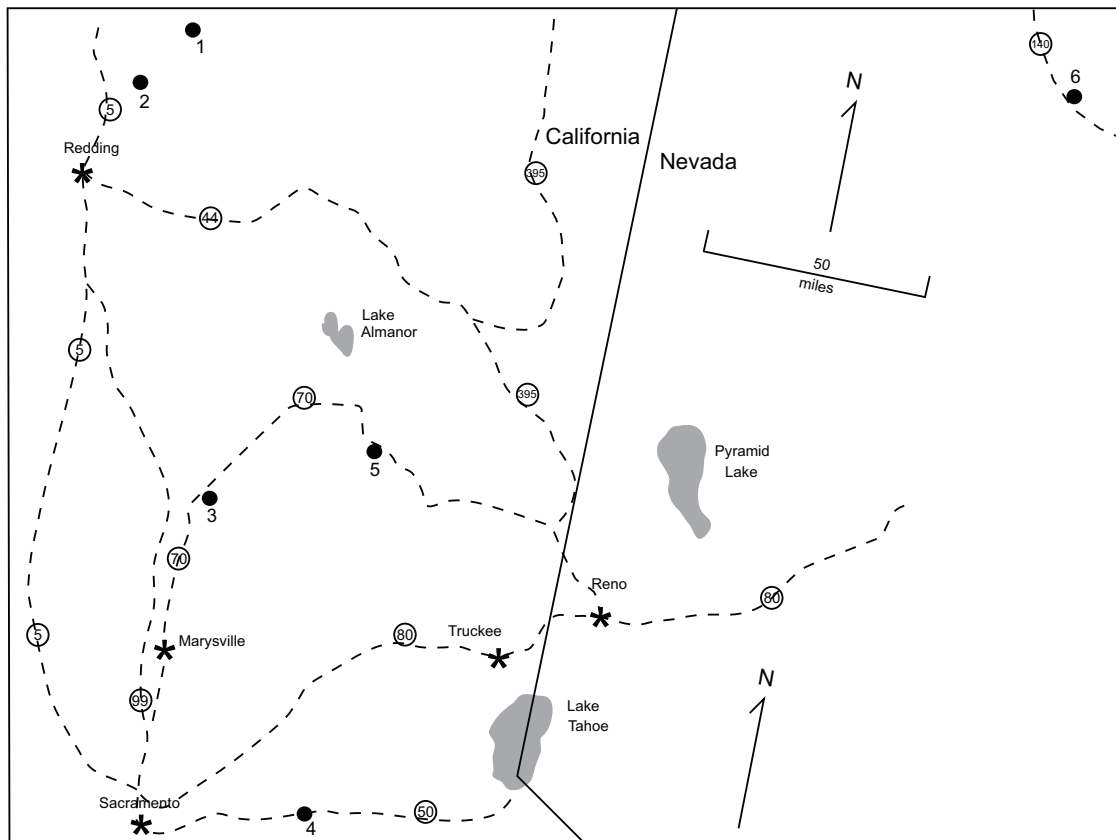 1
140
6
2
5
N
California
Redding
Nevada
395
44
50
miles
Lake
Almanor
5
395
70
Pyramid
Lake
5
3
70
Reno
80
5
80
Truckee
Marysville
N
99
Lake
Tahoe
Sacramento
50
4